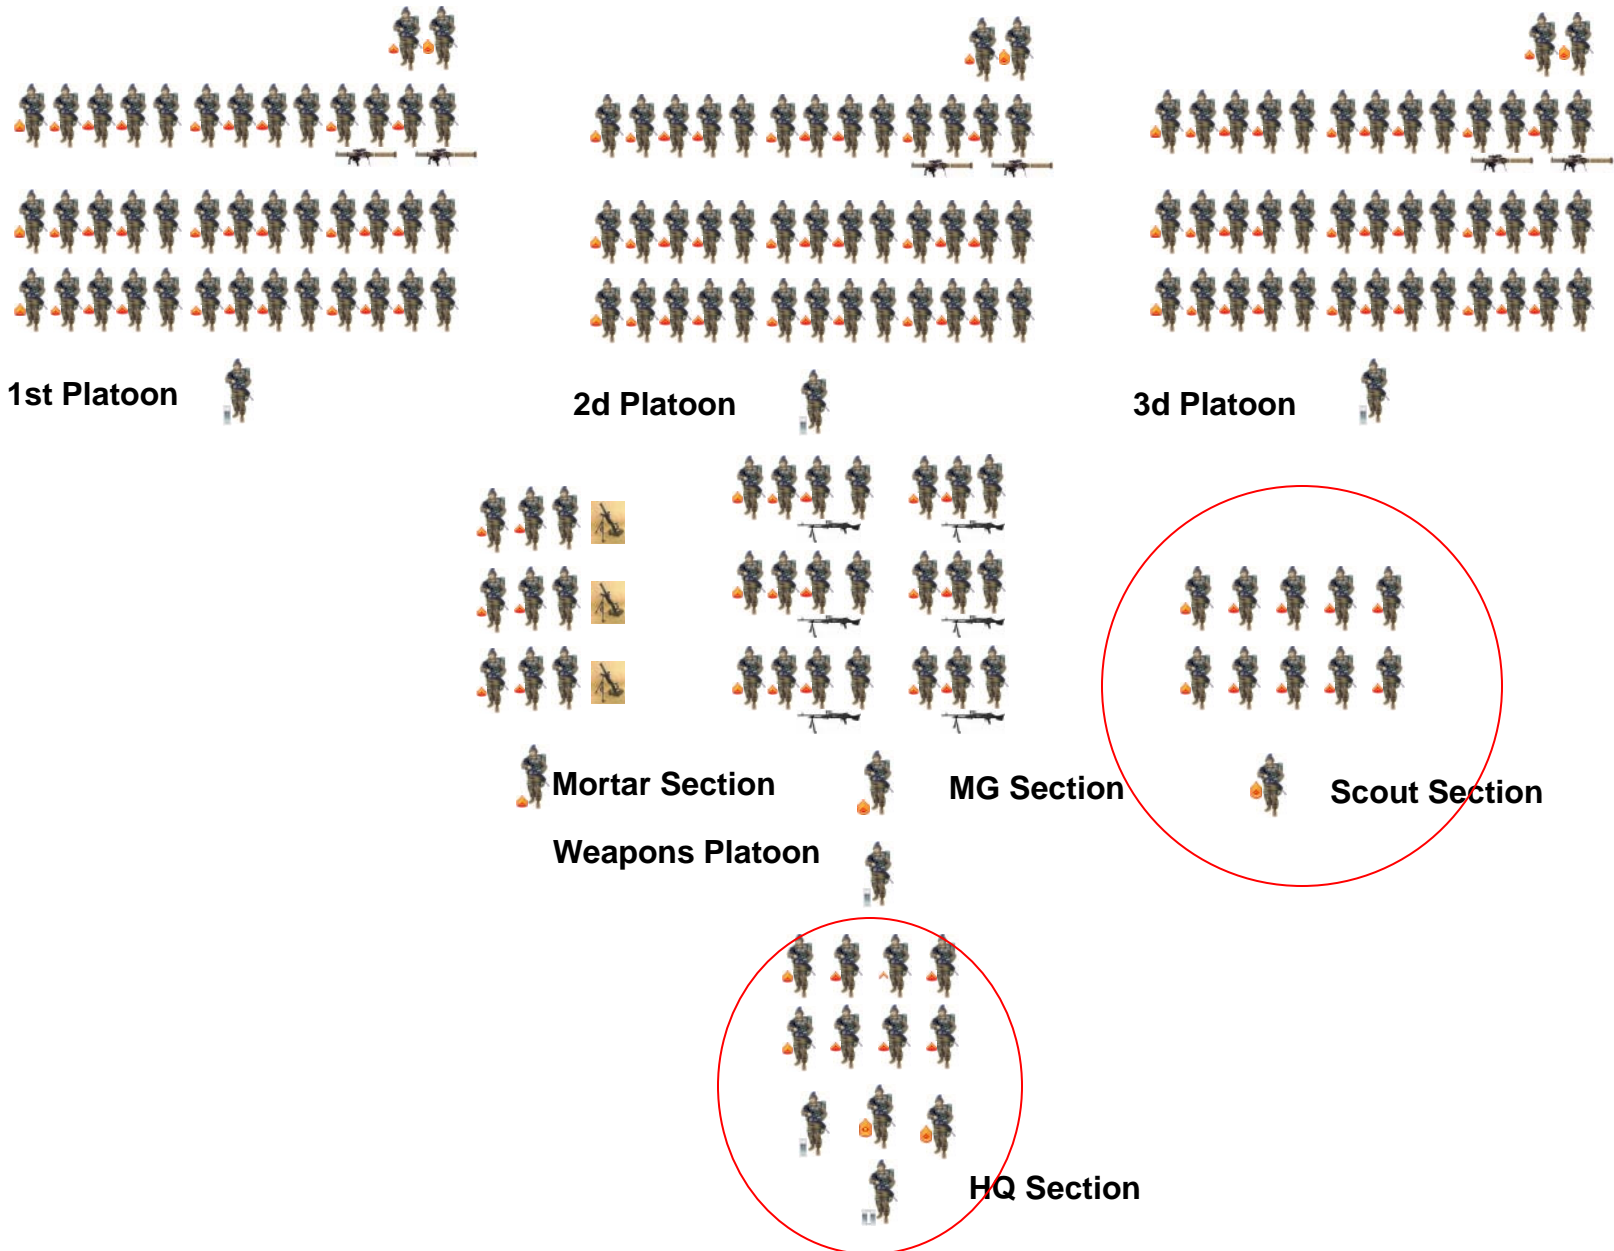 1st Platoon
2d Platoon
3d Platoon
Mortar Section
MG Section
Scout Section
Weapons Platoon
HQ Section